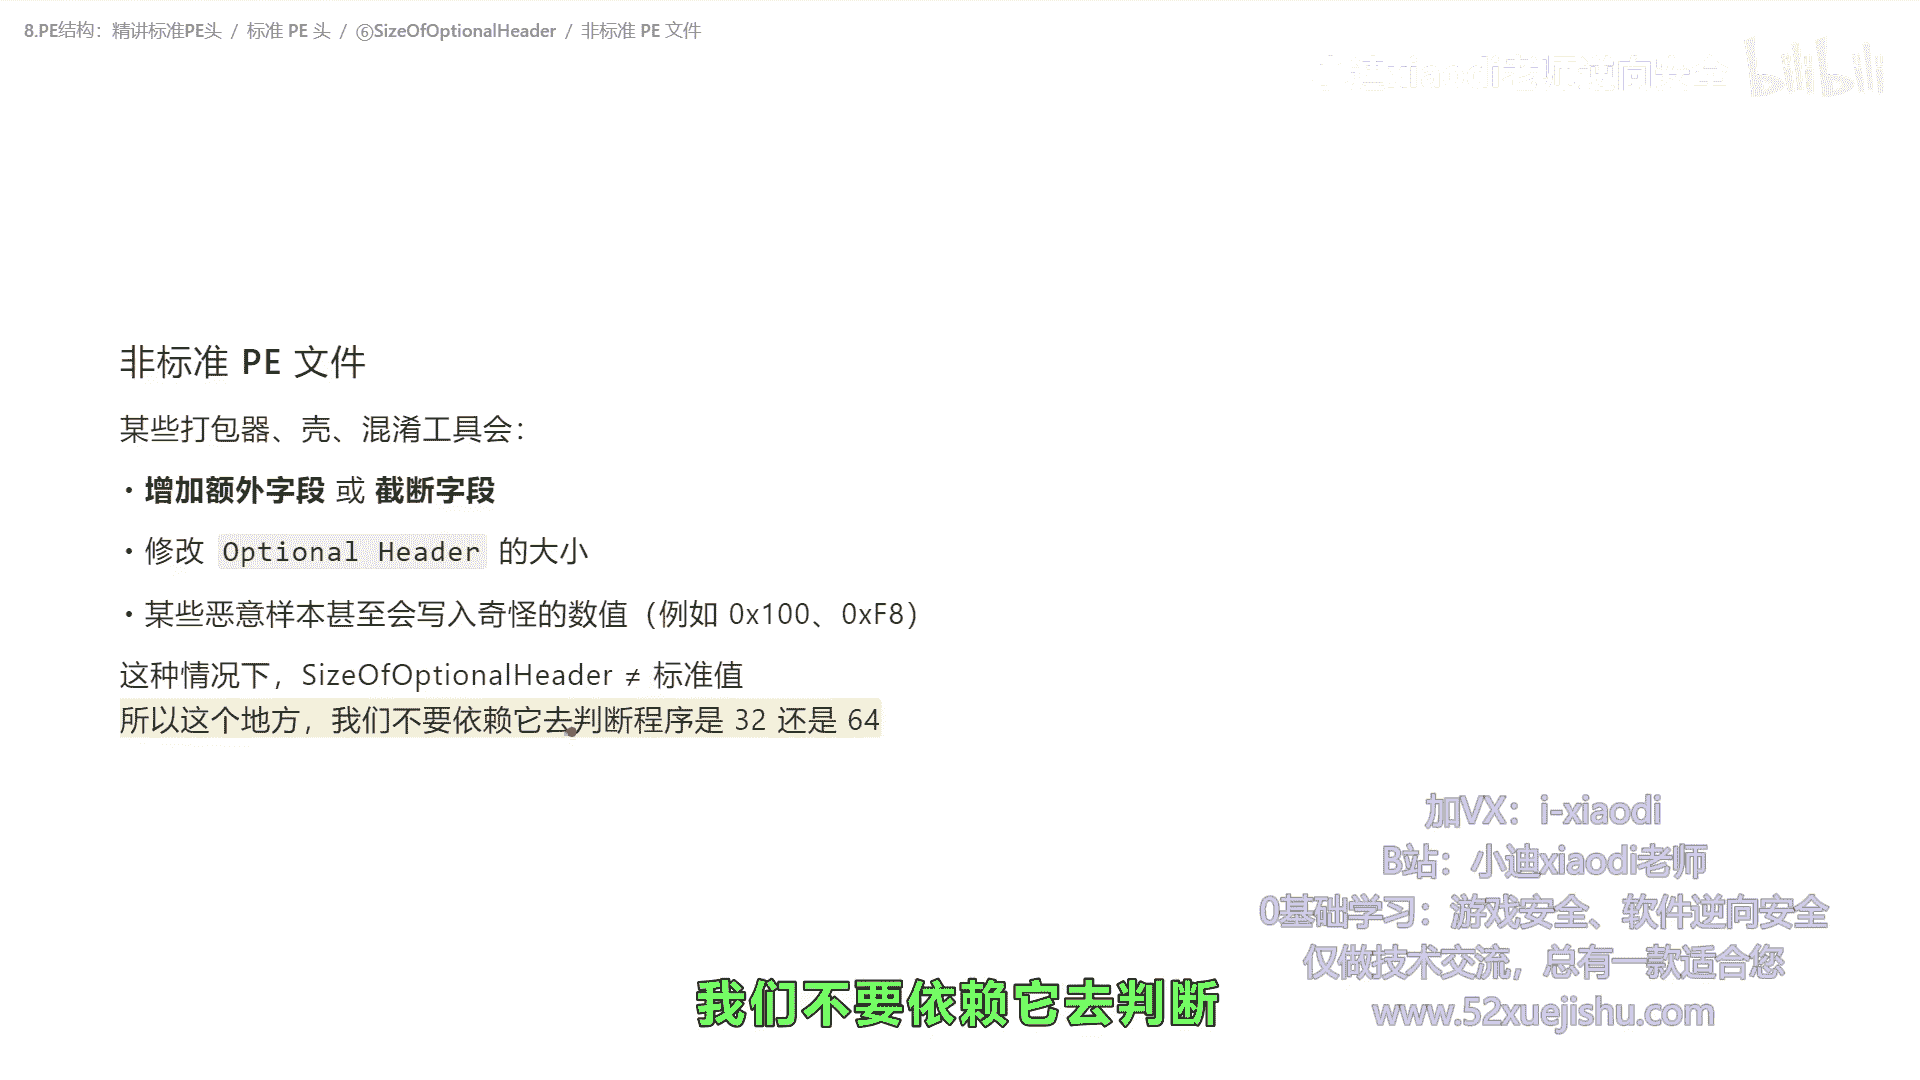 8.PE结构：精讲标准PE头 / 标准 PE 头 / ⑥SizeOfOptionalHeader / 非标准 PE 文件
bilibili
非标准 PE 文件
某些打包器、壳、混淆工具会：
• 增加额外字段 或 截断字段
• 修改 Optional Header 的大小
• 某些恶意样本甚至会写入奇怪的数值（例如 0x100、0xF8）
这种情况下，SizeOfOptionalHeader ≠ 标准值
所以这个地方，我们不要依赖它去判断程序是 32 还是 64
加VX：i-xiaodi
B站：小迪xiaodi老师
0基础学习：游戏安全、软件逆向安全
仅做技术交流，总有一款适合您
www.52xuejishu.com
我们不要依赖它去判断